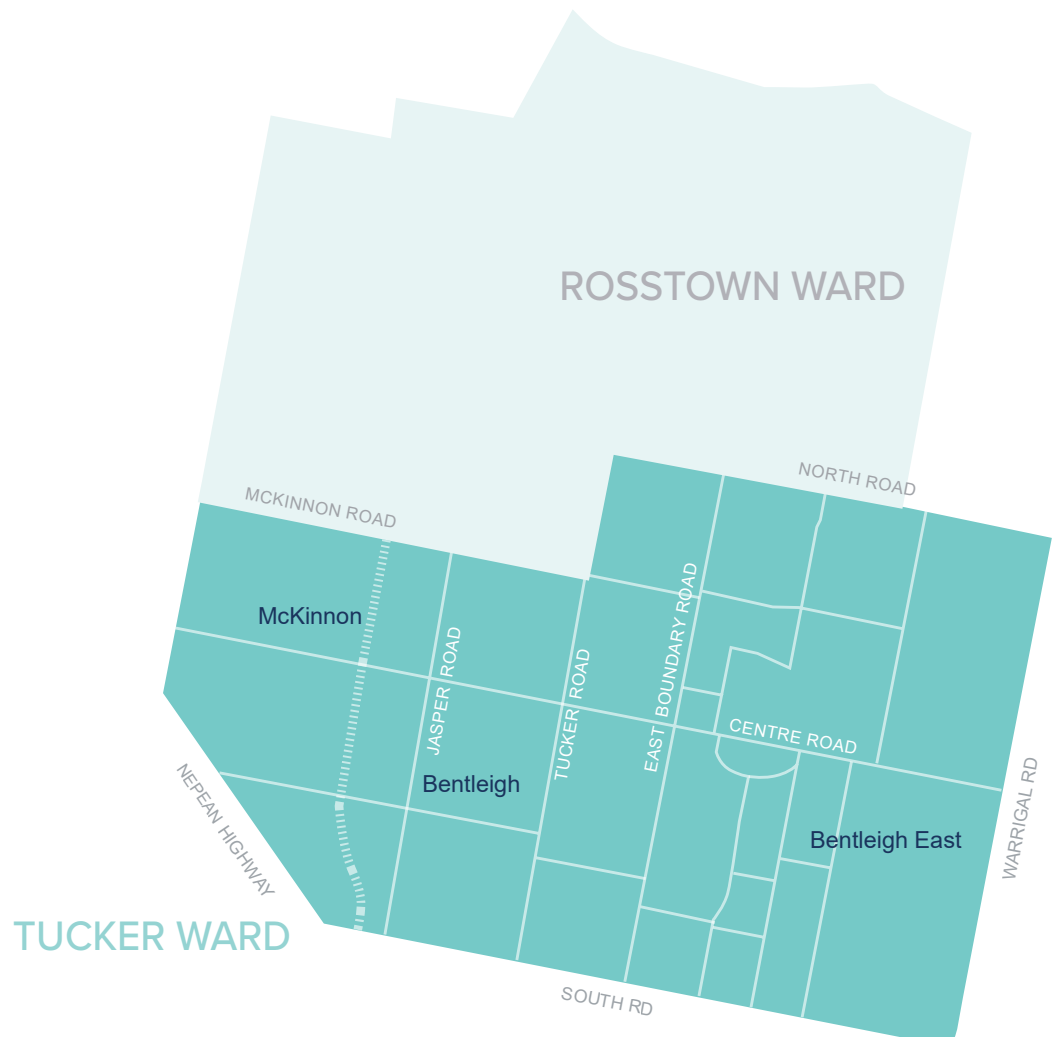 ROSSTOWN WARD
NORTH ROAD
MCKINNON ROAD
McKinnon
JASPER ROAD
TUCKER ROAD
EAST BOUNDARY ROAD
CENTRE ROAD
Bentleigh
NEPEAN HIGHWAY
Bentleigh East
WARRIGAL RD
TUCKER WARD
SOUTH RD